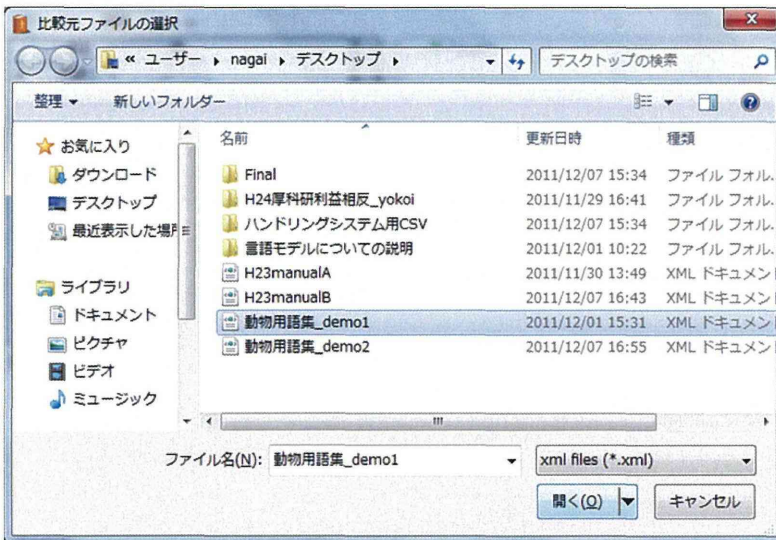 比較元ファイルの選択
« ユーザー ▸ nagai ▸ デスクトップ ▸
デスクトップの検索
整理 ▼ 新しいフォルダー
お気に入り
ダウンロード
デスクトップ
最近表示した場所
ライブラリ
ドキュメント
ピクチャ
ビデオ
ミュージック
名前 更新日時 種類
Final 2011/12/07 15:34 ファイル フォル..
H24厚科研利益相反_yokoi 2011/11/29 16:41 ファイル フォル..
ハンドリングシステム用CSV 2011/12/07 15:34 ファイル フォル..
言語モデルについての説明 2011/12/01 10:22 ファイル フォル..
H23manualA 2011/11/30 13:49 XML ドキュメン
H23manualB 2011/12/07 16:43 XML ドキュメン
動物用語集_demo1 2011/12/01 15:31 XML ドキュメン
動物用語集_demo2 2011/12/07 16:55 XML ドキュメン
ファイル名(N): 動物用語集_demo1
xml files (*.xml)
開く(O) キャンセル